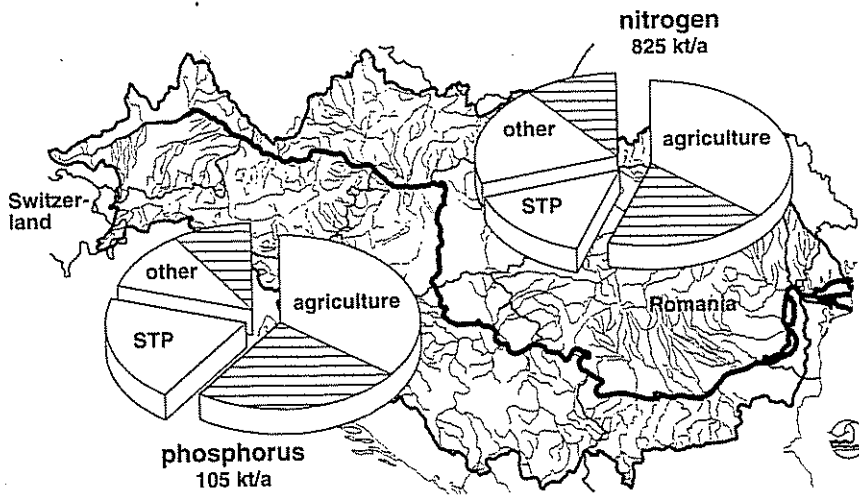 nitrogen
825 kt/a
other
agriculture
STP
Switzer-
land
other
agriculture
STP
Romania
phosphorus
105 kt/a